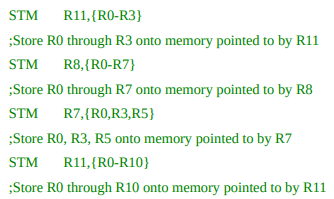 STM R11,{R0-R3}
;Store R0 through R3 onto memory pointed to by R11
STM R8,{R0-R7}
;Store R0 through R7 onto memory pointed to by R8
STM R7,{R0,R3,R5}
;Store R0, R3, R5 onto memory pointed to by R7
STM R11,{R0-R10}
;Store R0 through R10 onto memory pointed to by R11